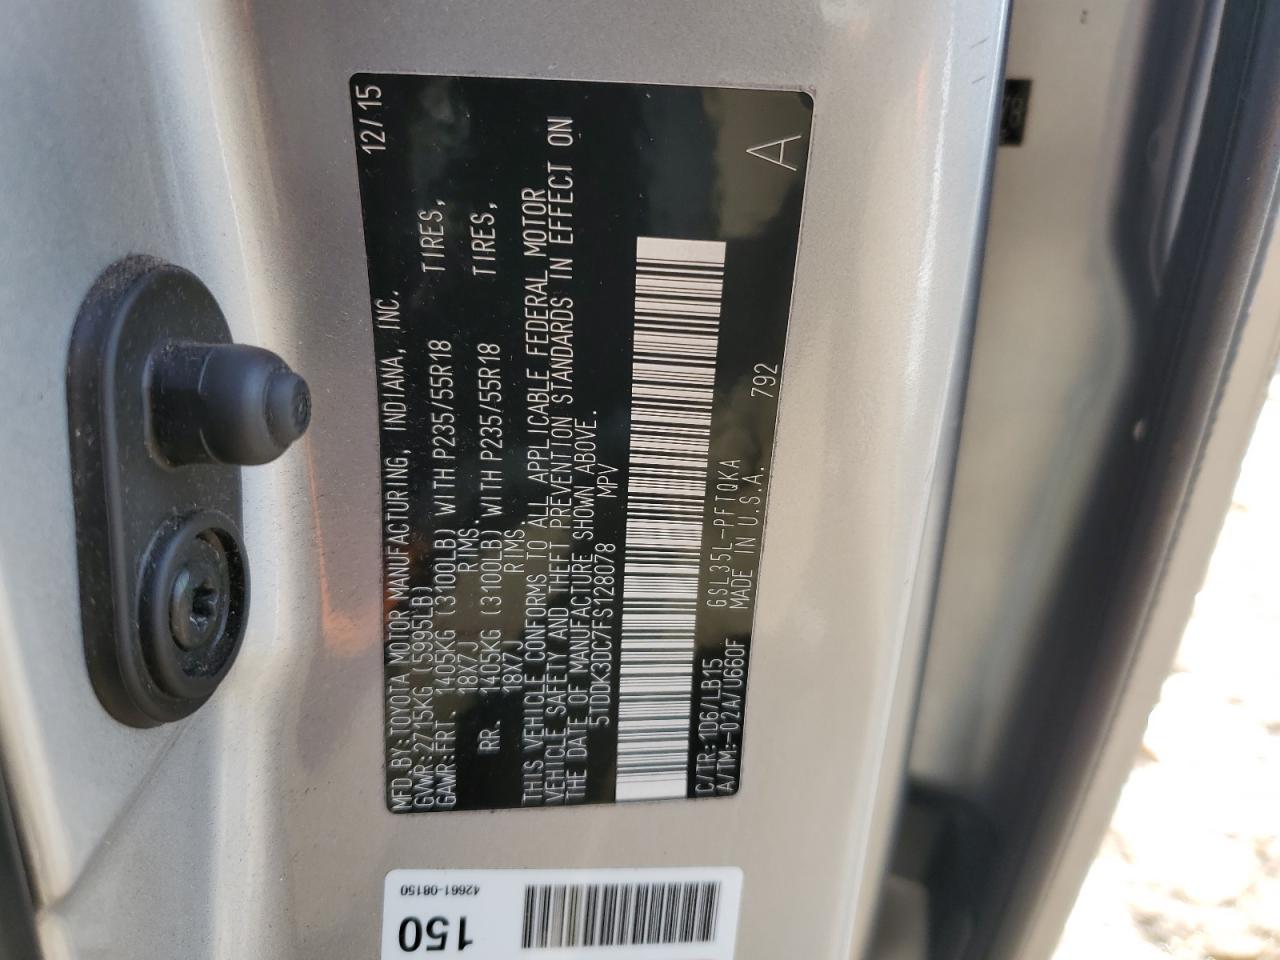 MFD BY: TOYOTA MOTOR MANUFACTURING, INDIANA, INC. 12/15
GVWR: 2715KG (5995LB)
GAWR: FRT 1405KG (3100LB) WITH P235/55R18 TIRES,
18X7J RIMS.
RR. 1405KG (3100LB) WITH P235/55R18 TIRES,
18X7J RIMS.
THIS VEHICLE CONFORMS TO ALL APPLICABLE FEDERAL MOTOR
VEHICLE SAFETY AND THEFT PREVENTION STANDARDS IN EFFECT ON
THE DATE OF MANUFACTURE SHOWN ABOVE.
5TDDK3DC7FS128078 MPV
C/TR: 1D6/LB15 GSL35L-PFTQKA
A/TM: -02A/U660F MADE IN U.S.A. 792 A
150
42661-08150